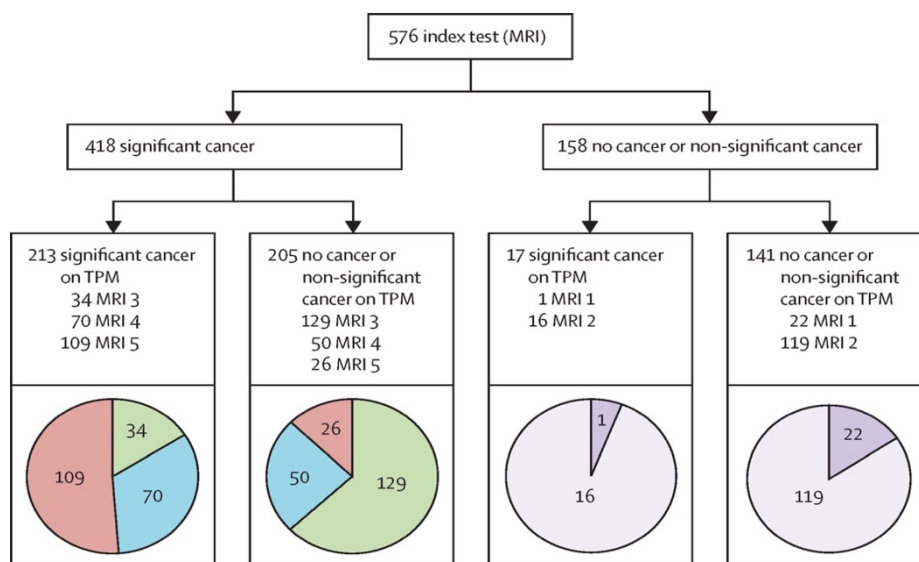 576 index test (MRI)
418 significant cancer
158 no cancer or non-significant cancer
213 significant cancer
on TPM
34 MRI 3
70 MRI 4
109 MRI 5
205 no cancer or
non-significant
cancer on TPM
129 MRI 3
50 MRI 4
26 MRI 5
17 significant cancer
on TPM
1 MRI 1
16 MRI 2
141 no cancer or
non-significant
cancer on TPM
22 MRI 1
119 MRI 2
34
109
70
26
50
129
1
16
22
119